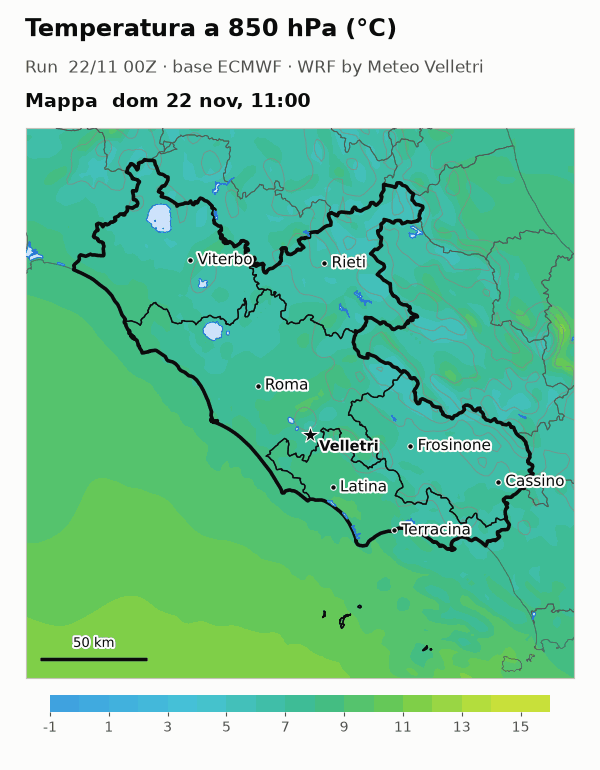 Temperatura a 850 hPa (°C)
Run 22/11 00Z · base ECMWF · WRF by Meteo Velletri
Mappa dom 22 nov, 11:00
Viterbo
Rieti
Roma
Velletri
Frosinone
Cassino
Latina
Terracina
50 km
-1 1 3 5 7 9 11 13 15